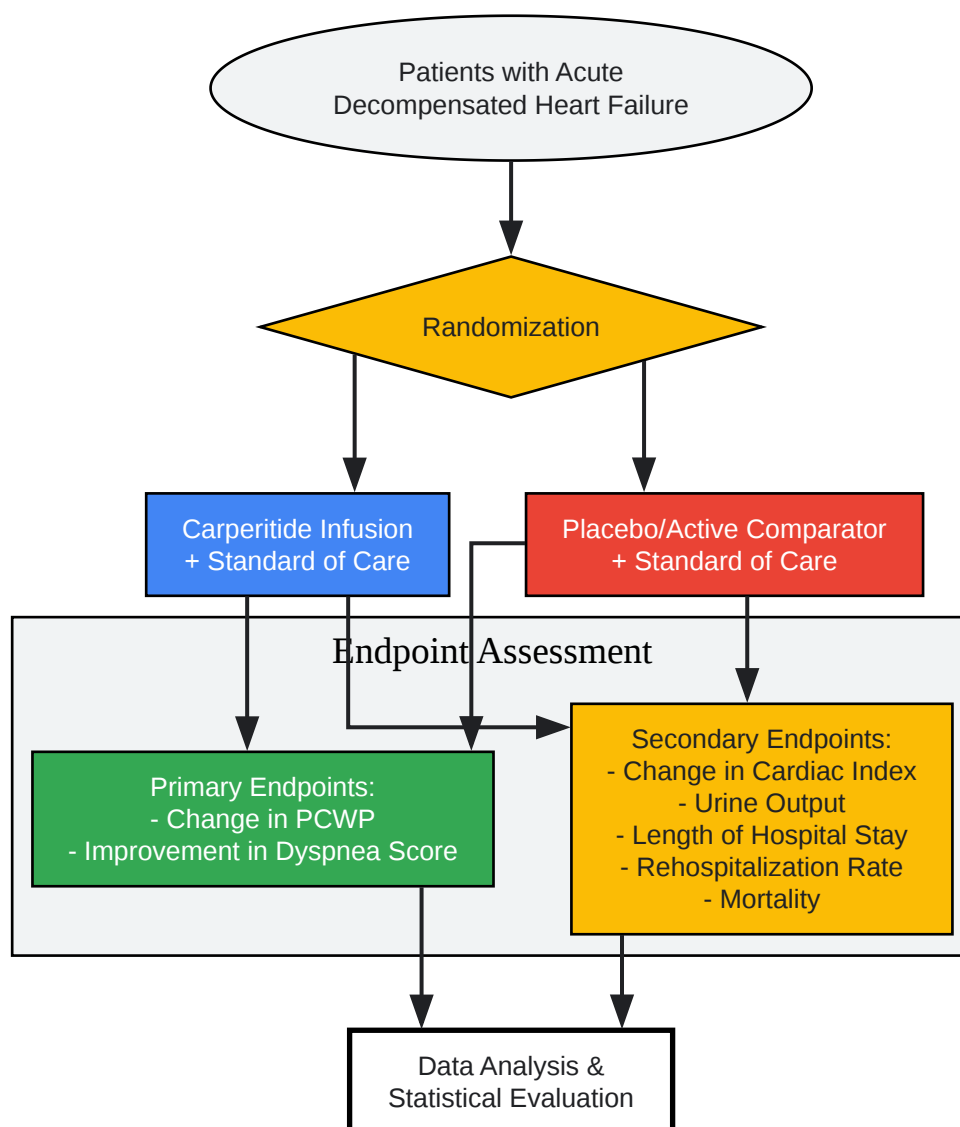 Patients with Acute
Decompensated Heart Failure
Randomization
Carperitide Infusion
+ Standard of Care
Placebo/Active Comparator
+ Standard of Care
Endpoint Assessment
Primary Endpoints:
- Change in PCWP
- Improvement in Dyspnea Score
Secondary Endpoints:
- Change in Cardiac Index
- Urine Output
- Length of Hospital Stay
- Rehospitalization Rate
- Mortality
Data Analysis &
Statistical Evaluation